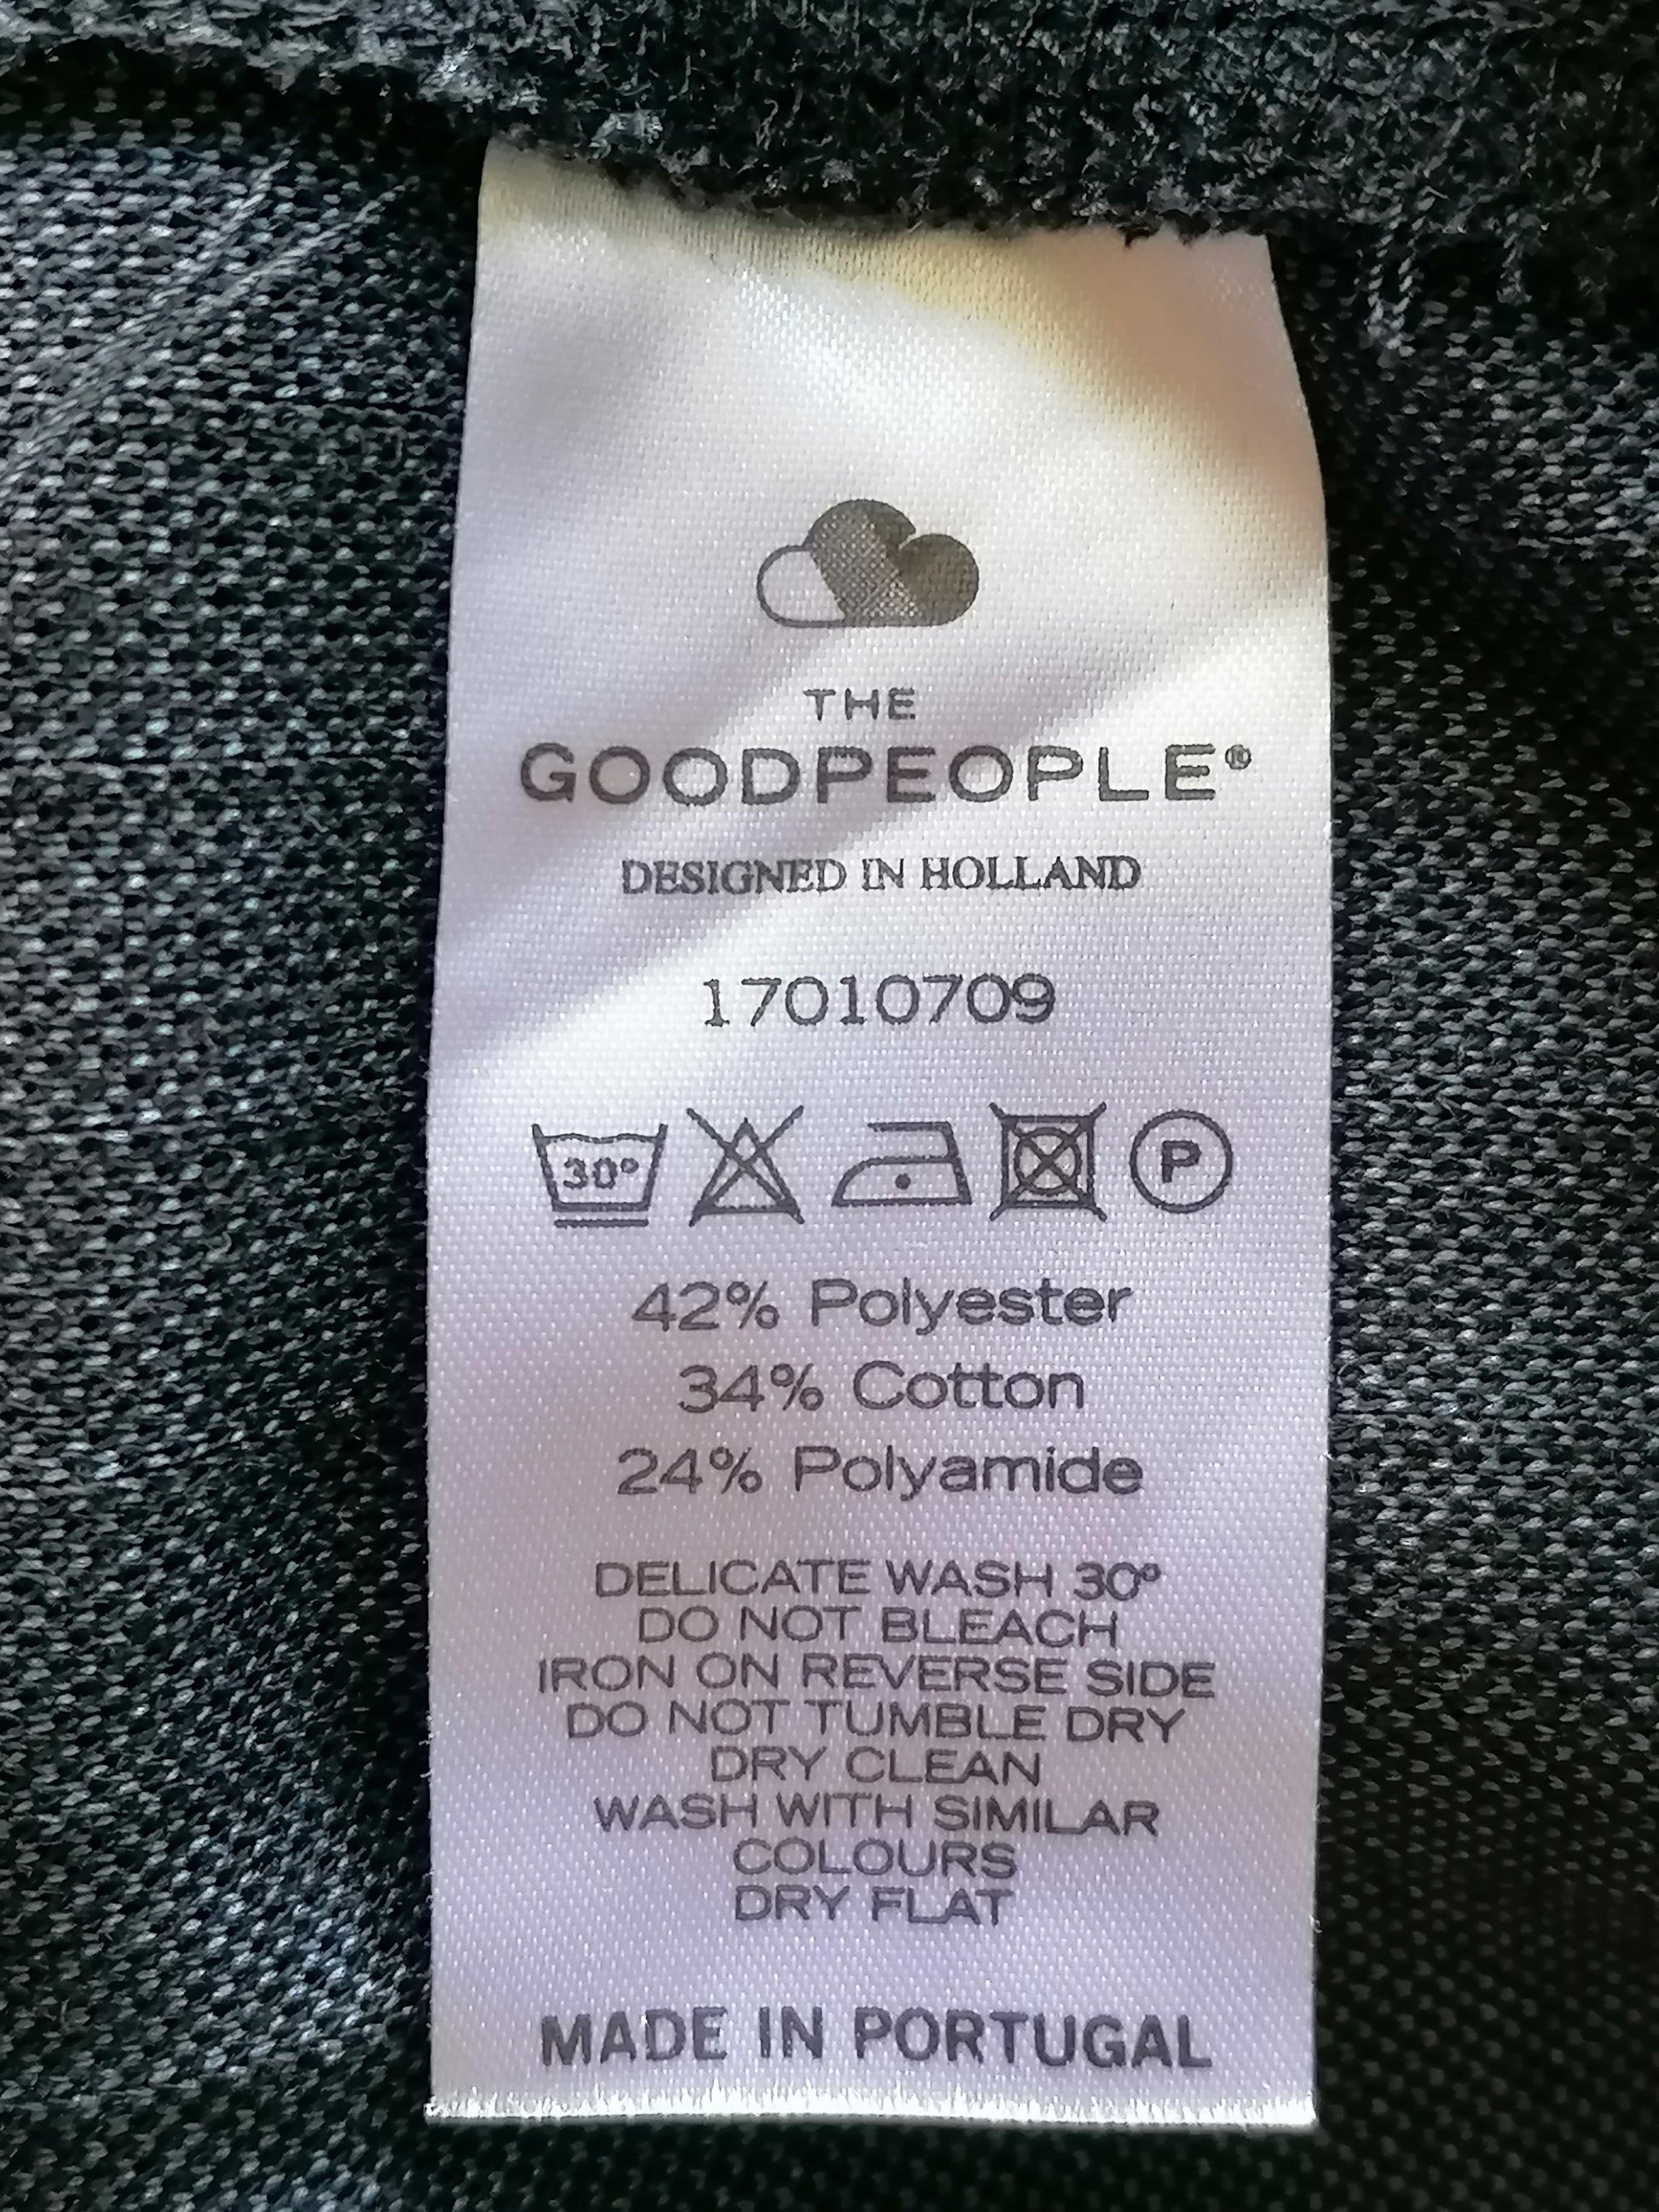 THE
GOODPEOPLE®
DESIGNED IN HOLLAND
17010709
30° P
42% Polyester
34% Cotton
24% Polyamide
DELICATE WASH 30°
DO NOT BLEACH
IRON ON REVERSE SIDE
DO NOT TUMBLE DRY
DRY CLEAN
WASH WITH SIMILAR
COLOURS
DRY FLAT
MADE IN PORTUGAL